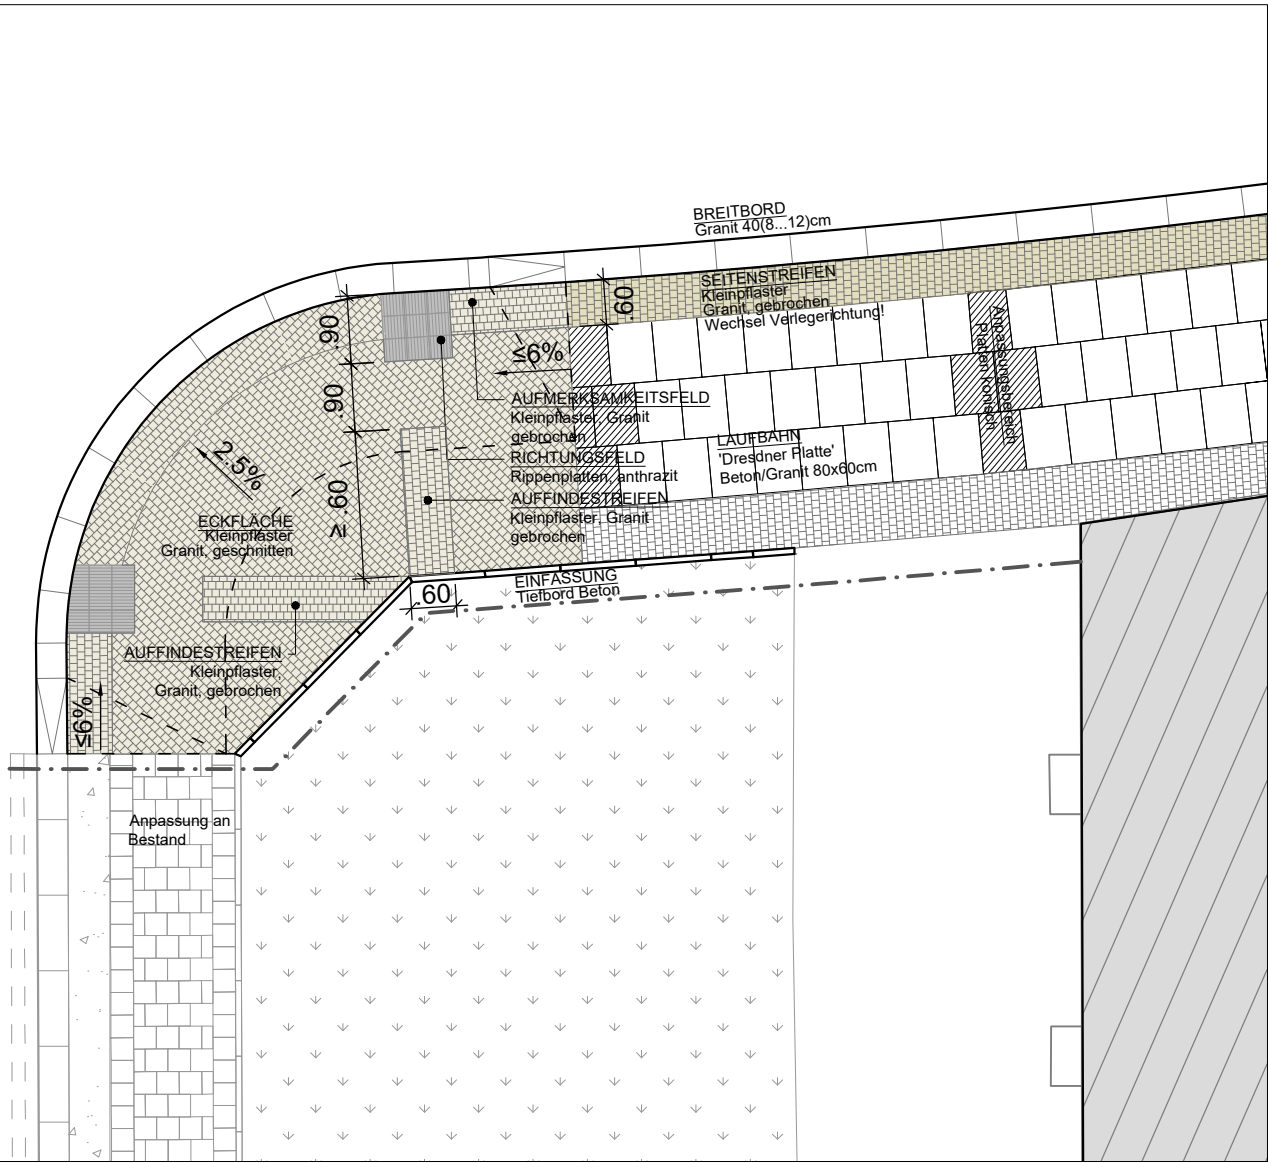 BREITBORD
Granit 40(8...12)cm
SEITENSTREIFEN
Kleinpflaster
Granit, gebrochen
Wechsel Verlegerichtung!
.60
.90
.90
≥ .60
≤6%
2.5%
Anpassungsbereich
Platten konisch
AUFMERKSAMKEITSFELD
Kleinpflaster, Granit
gebrochen
RICHTUNGSFELD
Rippenplatten, anthrazit
AUFFINDESTREIFEN
Kleinpflaster, Granit
gebrochen
LAUFBAHN
'Dresdner Platte'
Beton/Granit 80x60cm
ECKFLÄCHE
Kleinpflaster
Granit, geschnitten
EINFASSUNG
Tiefbord Beton
.60
AUFFINDESTREIFEN
Kleinpflaster,
Granit, gebrochen
≤6%
Anpassung an
Bestand